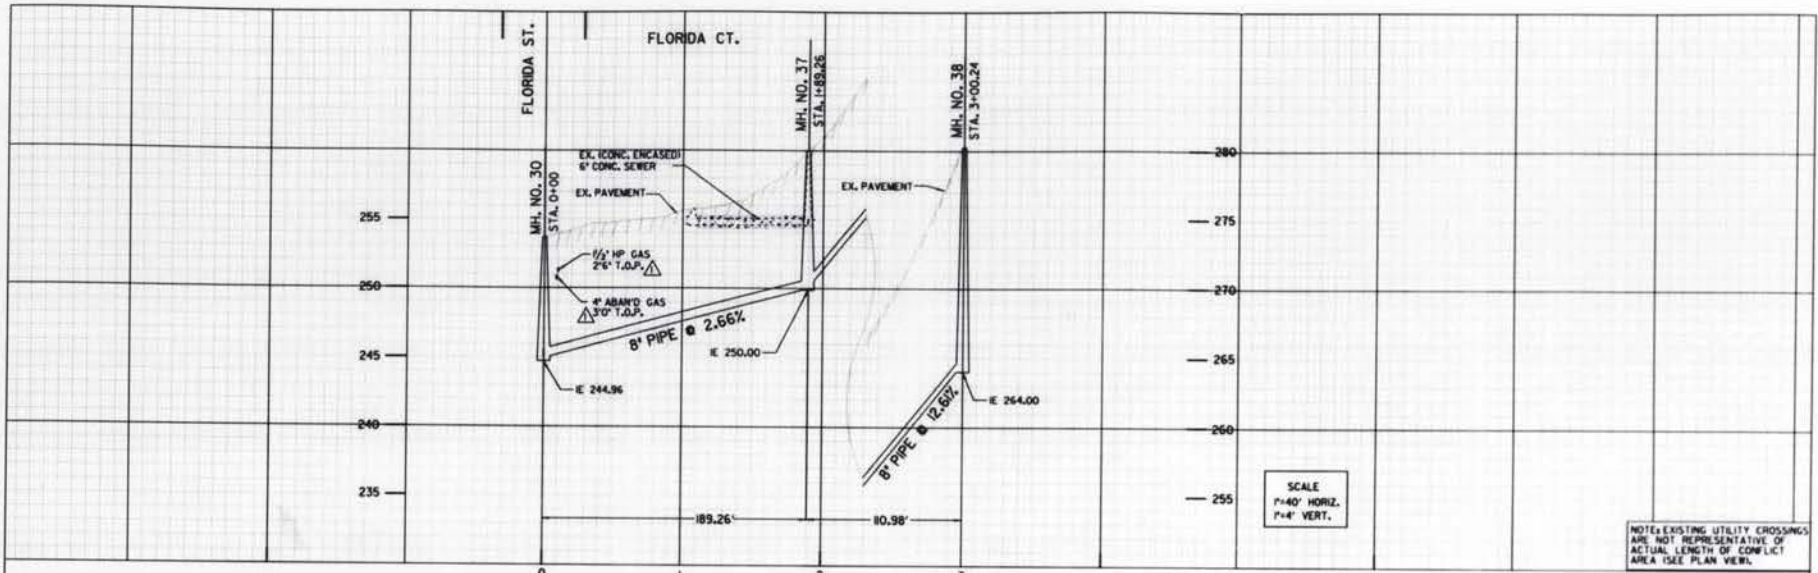 FLORIDA ST.
FLORIDA CT.
MH. NO. 37
STA. 1+89.26
MH. NO. 38
STA. 3+00.24
MH. NO. 30
STA. 0+00
EX. (CONC. ENCASED)
6" CONC. SEWER
EX. PAVEMENT
EX. PAVEMENT
1½" HP GAS
2'6" T.O.P. 1
4" ABAN'D GAS
1 3'0" T.O.P.
8" PIPE @ 2.66%
IE 250.00
IE 244.96
8" PIPE @ 12.61%
IE 264.00
255
250
245
240
235
280
275
270
265
260
255
189.26'
110.98'
SCALE
1"=40' HORIZ.
1"=4' VERT.
NOTE: EXISTING UTILITY CROSSINGS
ARE NOT REPRESENTATIVE OF
ACTUAL LENGTH OF CONFLICT
AREA (SEE PLAN VIEW).